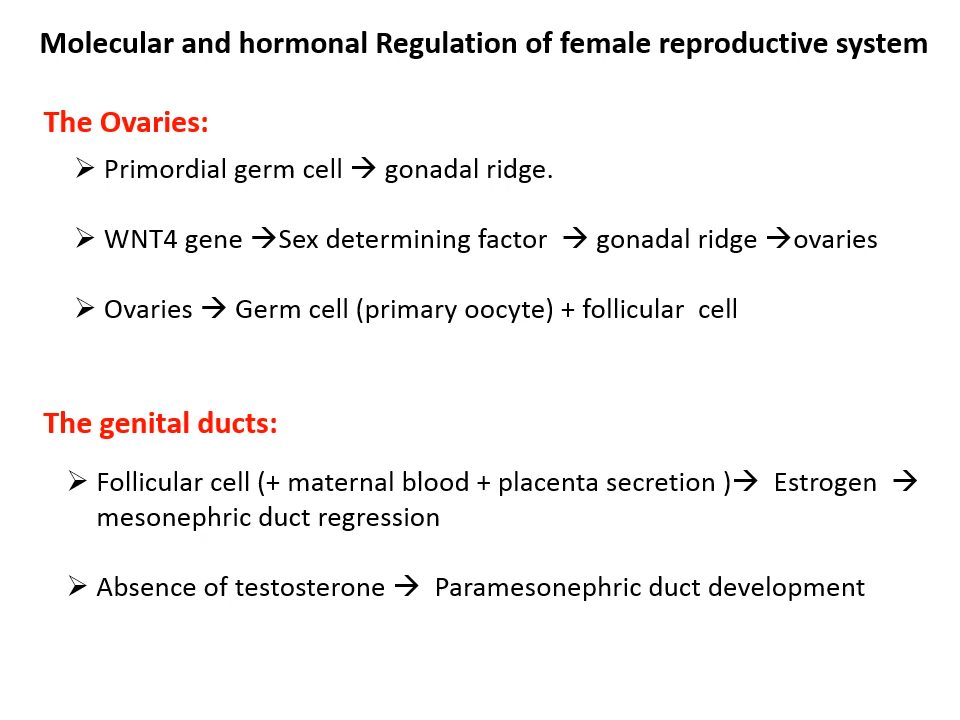 Molecular and hormonal Regulation of female reproductive system
The Ovaries:
➢ Primordial germ cell → gonadal ridge.
➢ WNT4 gene →Sex determining factor → gonadal ridge →ovaries
➢ Ovaries → Germ cell (primary oocyte) + follicular cell
The genital ducts:
➢ Follicular cell (+ maternal blood + placenta secretion )→ Estrogen →
mesonephric duct regression
➢ Absence of testosterone → Paramesonephric duct development